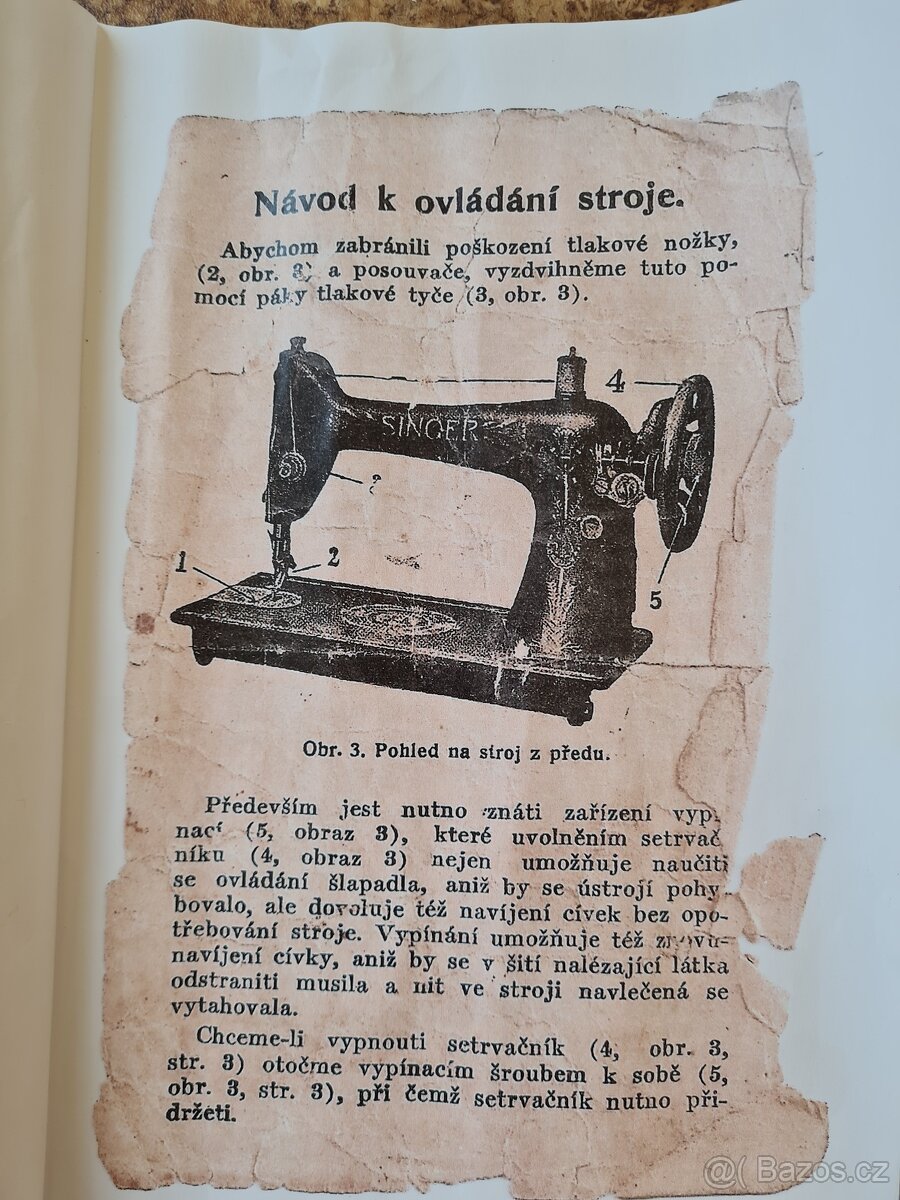 Návod k ovládání stroje.
Abychom zabránili poškození tlakové nožky,
(2, obr. 3) a posouvače, vyzdvihněme tuto po-
mocí páky tlakové tyče (3, obr. 3).
4
SINGER
3
1
2
5
Obr. 3. Pohled na stroj z předu.
Především jest nutno znáti zařízení vypí
nací (5, obraz 3), které uvolněním setrvač
níku (4, obraz 3) nejen umožňuje naučiti
se ovládání šlapadla, aniž by se ústrojí pohy-
bovalo, ale dovoluje též navíjení cívek bez opo-
třebování stroje. Vypínání umožňuje též znovu-
navíjení cívky, aniž by se v šití nalézající látka
odstraniti musila a nit ve stroji navlečená se
vytahovala.
Chceme-li vypnouti setrvačník (4, obr. 3,
str. 3) otočme vypínacím šroubem k sobě (5,
obr. 3, str. 3), při čemž setrvačník nutno při-
držeti.
@( Bazoš.cz